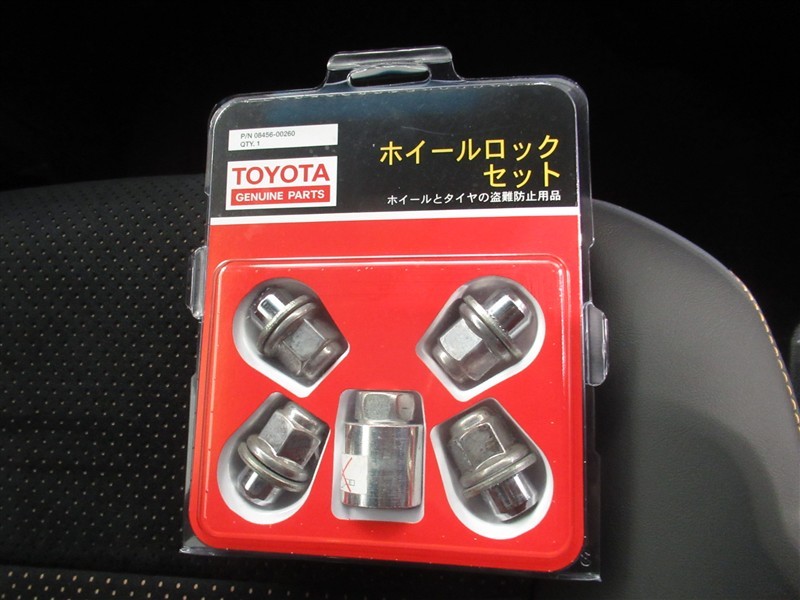 P/N 08456-00260
QTY. 1
TOYOTA
GENUINE PARTS
ホイールロック
セット
ホイールとタイヤの盗難防止用品